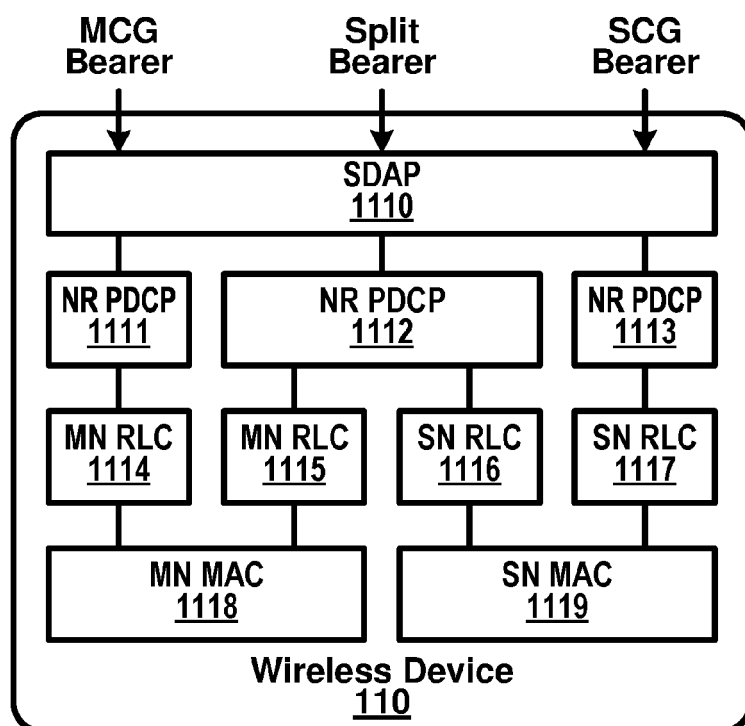 MCG Bearer
Split Bearer
SCG Bearer
SDAP
1110
NR PDCP
1111
NR PDCP
1112
NR PDCP
1113
MN RLC
1114
MN RLC
1115
SN RLC
1116
SN RLC
1117
MN MAC
1118
SN MAC
1119
Wireless Device
110